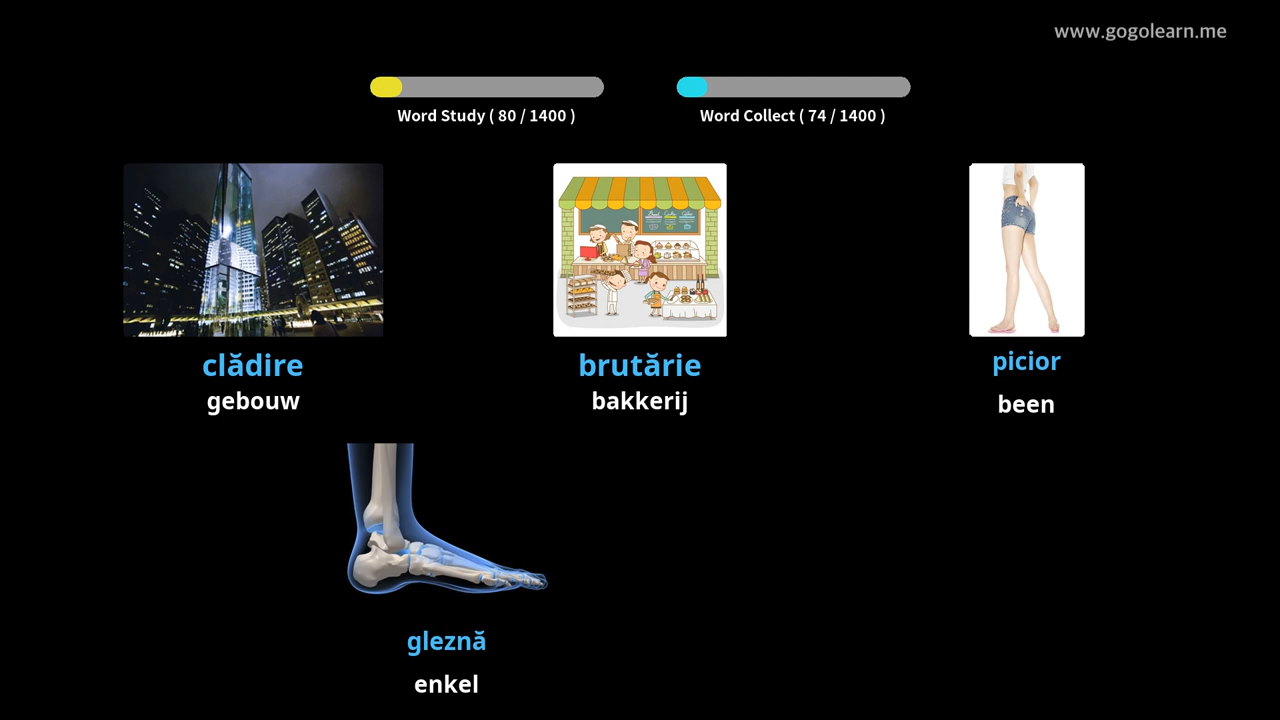 www.gogolearn.me
Word Study ( 80 / 1400 )
Word Collect ( 74 / 1400 )
clădire
gebouw
brutărie
bakkerij
picior
been
gleznă
enkel